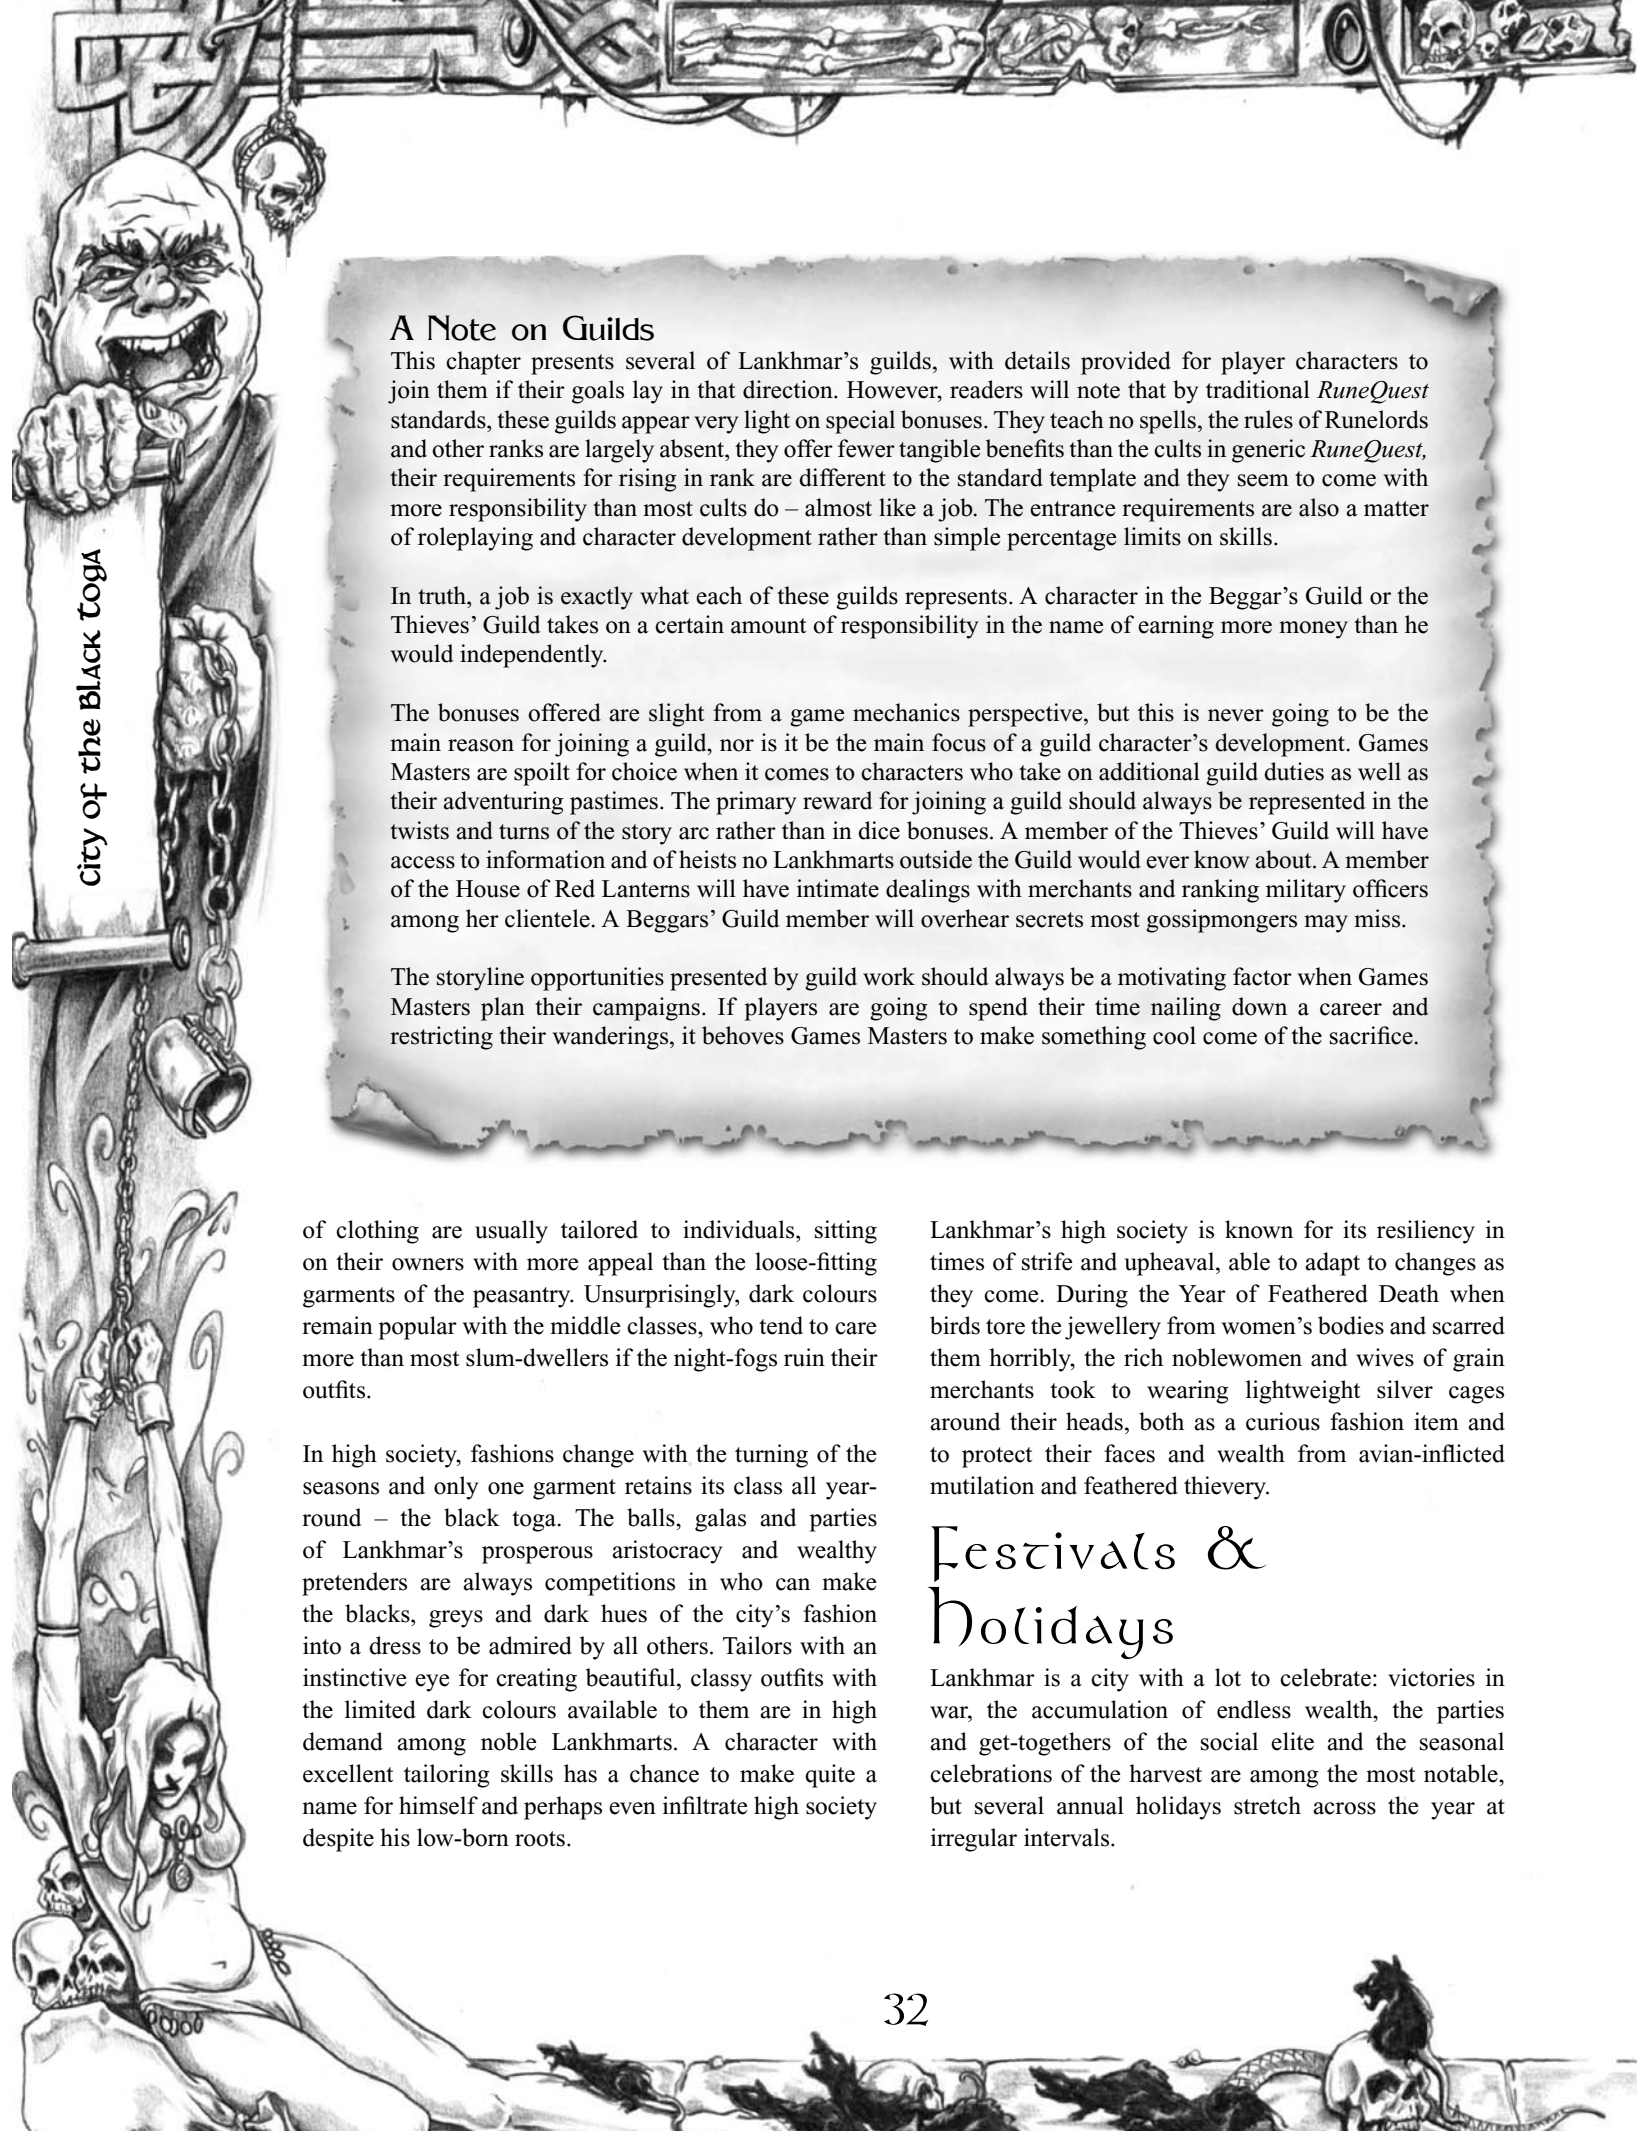 City of the Black Toga
A Note on Guilds
This chapter presents several of Lankhmar’s guilds, with details provided for player characters to
join them if their goals lay in that direction. However, readers will note that by traditional RuneQuest
standards, these guilds appear very light on special bonuses. They teach no spells, the rules of Runelords
and other ranks are largely absent, they offer fewer tangible benefits than the cults in generic RuneQuest,
their requirements for rising in rank are different to the standard template and they seem to come with
more responsibility than most cults do – almost like a job. The entrance requirements are also a matter
of roleplaying and character development rather than simple percentage limits on skills.
In truth, a job is exactly what each of these guilds represents. A character in the Beggar’s Guild or the
Thieves’ Guild takes on a certain amount of responsibility in the name of earning more money than he
would independently.
The bonuses offered are slight from a game mechanics perspective, but this is never going to be the
main reason for joining a guild, nor is it be the main focus of a guild character’s development. Games
Masters are spoilt for choice when it comes to characters who take on additional guild duties as well as
their adventuring pastimes. The primary reward for joining a guild should always be represented in the
twists and turns of the story arc rather than in dice bonuses. A member of the Thieves’ Guild will have
access to information and of heists no Lankhmarts outside the Guild would ever know about. A member
of the House of Red Lanterns will have intimate dealings with merchants and ranking military officers
among her clientele. A Beggars’ Guild member will overhear secrets most gossipmongers may miss.
The storyline opportunities presented by guild work should always be a motivating factor when Games
Masters plan their campaigns. If players are going to spend their time nailing down a career and
restricting their wanderings, it behoves Games Masters to make something cool come of the sacrifice.
of clothing are usually tailored to individuals, sitting
on their owners with more appeal than the loose-fitting
garments of the peasantry. Unsurprisingly, dark colours
remain popular with the middle classes, who tend to care
more than most slum-dwellers if the night-fogs ruin their
outfits.
In high society, fashions change with the turning of the
seasons and only one garment retains its class all year-
round – the black toga. The balls, galas and parties
of Lankhmar’s prosperous aristocracy and wealthy
pretenders are always competitions in who can make
the blacks, greys and dark hues of the city’s fashion
into a dress to be admired by all others. Tailors with an
instinctive eye for creating beautiful, classy outfits with
the limited dark colours available to them are in high
demand among noble Lankhmarts. A character with
excellent tailoring skills has a chance to make quite a
name for himself and perhaps even infiltrate high society
despite his low-born roots.
Lankhmar’s high society is known for its resiliency in
times of strife and upheaval, able to adapt to changes as
they come. During the Year of Feathered Death when
birds tore the jewellery from women’s bodies and scarred
them horribly, the rich noblewomen and wives of grain
merchants took to wearing lightweight silver cages
around their heads, both as a curious fashion item and
to protect their faces and wealth from avian-inflicted
mutilation and feathered thievery.
Festivals &
Holidays
Lankhmar is a city with a lot to celebrate: victories in
war, the accumulation of endless wealth, the parties
and get-togethers of the social elite and the seasonal
celebrations of the harvest are among the most notable,
but several annual holidays stretch across the year at
irregular intervals.
32